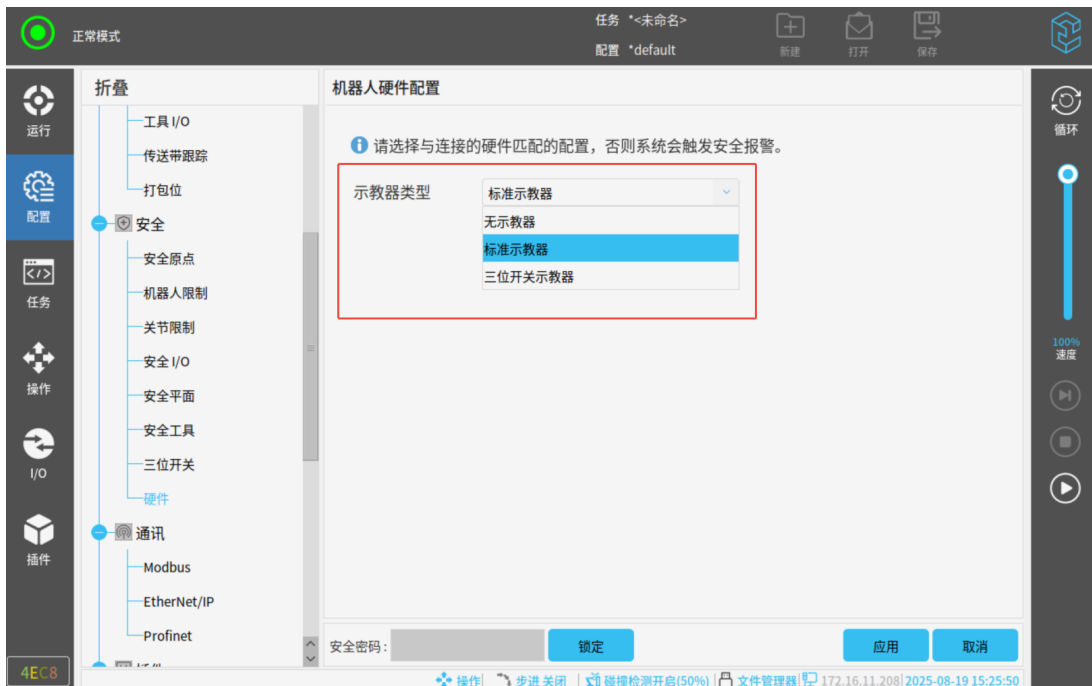 正常模式
任务 *<未命名>
配置 *default
新建
打开
保存
运行
配置
任务
操作
I/O
插件
4EC8
折叠
工具 I/O
传送带跟踪
打包位
安全
安全原点
机器人限制
关节限制
安全 I/O
安全平面
安全工具
三位开关
硬件
通讯
Modbus
EtherNet/IP
Profinet
机器人硬件配置
请选择与连接的硬件匹配的配置，否则系统会触发安全报警。
示教器类型
标准示教器
无示教器
标准示教器
三位开关示教器
安全密码:
锁定
应用
取消
循环
100%
速度
操作
步进 关闭
碰撞检测开启(50%)
文件管理器
172.16.11.208
2025-08-19 15:25:50